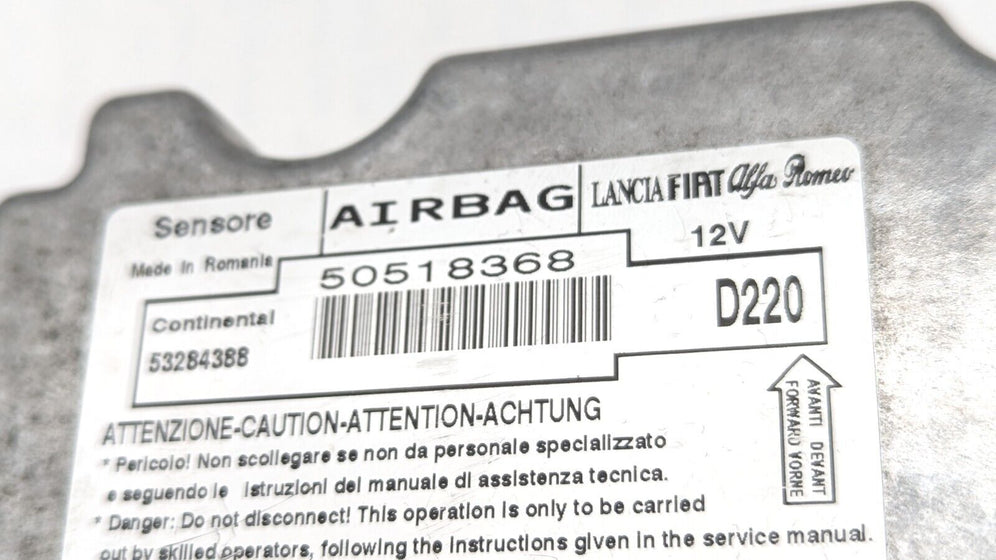 Sensore
AIRBAG
LANCIA FIAT Alfa Romeo
Made In Romania
50518368
12V
Continental
53284388
D220
ATTENZIONE-CAUTION-ATTENTION-ACHTUNG
* Pericolo! Non scollegare se non da personale specializzato
e seguendo le istruzioni del manuale di assistenza tecnica.
* Danger: Do not disconnect! This operation is only to be carried
out by skilled operators, following the instructions given in the service manual.
AVANTI DEVANT
FORWARD VORNE